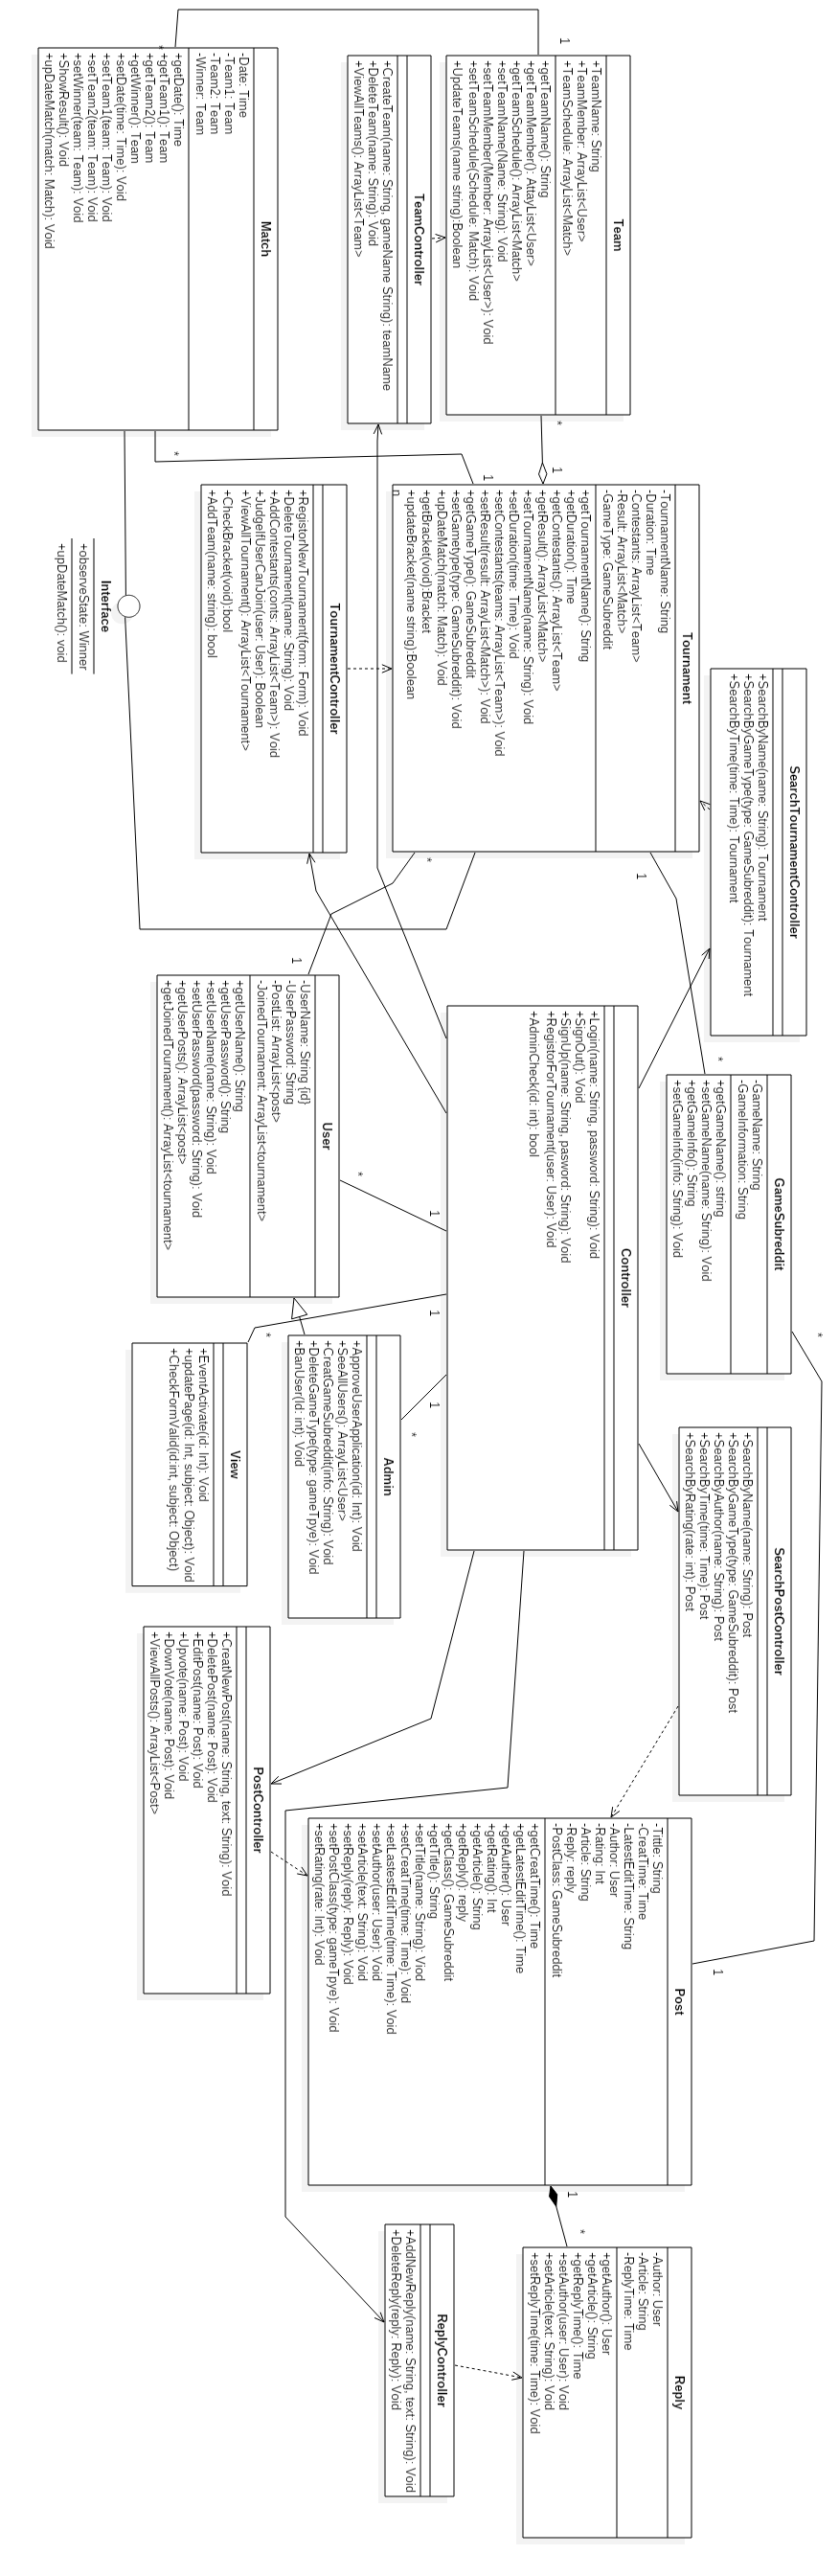 Team
+TeamName: String
+TeamMember: ArrayList<User>
+TeamSchedule: ArrayList<Match>
+getTeamName(): String
+getTeamMember(): AttayList<User>
+getTeamSchedule(): ArrayList<Match>
+setTeamName(Name: String): Void
+setTeamMember(Member: ArrayList<User>): Void
+setTeamSchedule(Schedule: Match): Void
+UpdateTeams(name string):Boolean
1
*
1
TeamController
+CreateTeam(name: String, gameName String): teamName
+DeleteTeam(name: String): Void
+ViewAllTeams(): ArrayList<Team>
Match
-Date: Time
-Team1: Team
-Team2: Team
-Winner: Team
+getDate(): Time
+getTeam1(): Team
+getTeam2(): Team
+getWinner(): Team
+setDate(time: Time): Void
+setTeam1(team: Team): Void
+setTeam2(team: Team): Void
+setWinner(team: Team): Void
+ShowResult(): Void
+upDateMatch(match: Match): Void
*
*
1
Tournament
-TournamentName: String
-Duration: Time
-Contestants: ArrayList<Team>
-Result: ArrayList<Match>
-GameType: GameSubreddit
+getTournamentName(): String
+getDuration(): Time
+getContestants(): ArrayList<Team>
+getResult(): ArrayList<Match>
+setTournamentName(name: String): Void
+setDuration(time: Time): Void
+setContestants(teams: ArrayList<Team>): Void
+setResult(result: ArrayList<Match>): Void
+getGameType(): GameSubreddit
+setGametype(type: GameSubreddit): Void
+upDateMatch(match: Match): Void
+getBracket(void):Bracket
+updateBracket(name string):Boolean
n
1
*
TournamentController
+RegistorNewTournament(form: Form): Void
+DeleteTournament(name: String): Void
+AddContestants(conts: ArrayList<Team>): Void
+JudgeIfUserCanJoin(user: User): Boolean
+ViewAllTournament(): ArrayList<Tournament>
+CheckBracket(void):bool
+AddTeam(name: string): bool
Interface
+observeState: Winner
+upDateMatch(): void
SearchTournamentController
+SearchByName(name: String): Tournament
+SearchByGameType(type: GameSubreddit): Tournament
+SearchByTime(time: Time): Tournament
Controller
+Login(name: String, password: String): Void
+SignOut(): Void
+SignUp(name: String, pasword: String): Void
+RegistorForTournament(user: User): Void
+AdminCheck(id: int): bool
1
*
1
1
*
1
*
User
-UserName: String {id}
-UserPassword: String
-PostList: ArrayList<post>
-JoinedTournament: ArrayList<tournament>
+getUserName(): String
+getUserPassword(): String
+setUserName(name: String): Void
+setUserPassword(password: String): Void
+getUserPosts(): ArrayList<post>
+getJoinedTournament(): ArrayList<tournament>
*
GameSubreddit
-GameName: String
-GameInformation: String
+getGameName(): string
+setGameName(name: String): Void
+getGameInfo(): String
+setGameInfo(info: String): Void
*
1
Admin
+ApproveUserApplication(id: Int): Void
+SeeAllUsers(): ArrayList<User>
+CreatGameSubreddit(info: String): Void
+DeleteGameType(type: gameTpye): Void
+BanUser(Id: int): Void
View
+EventActivate(id: Int): Void
+updatePage(id: Int, subject: Object): Void
+CheckFormValid(id:int, subject: Object)
SearchPostController
+SearchByName(name: String): Post
+SearchByGameType(type: GameSubreddit): Post
+SearchByAuthor(name: String): Post
+SearchByTime(time: Time): Post
+SearchByRating(rate: int): Post
PostController
+CreatNewPost(name: String, text: String): Void
+DeletePost(name: Post): Void
+EditPost(name: Post): Void
+Upvote(name: Post): Void
+DownVote(name: Post): Void
+ViewAllPosts(): ArrayList<Post>
Post
-Tittle: String
-CreatTime: Time
-LatestEditTime: String
-Author: User
-Rating: Int
-Article: String
-Reply: reply
-PostClass: GameSubreddit
+getCreatTime(): Time
+getLatestEditTime(): Time
+getAuther(): User
+getRating(): Int
+getArticle(): String
+getReply(): reply
+getClass(): GameSubreddit
+getTitle(): String
+setTitle(name: String): Viod
+setCreatTime(time: Time): Void
+setLastestEditTime(time: Time): Void
+setAuthor(user: User): Void
+setArticle(text: String): Void
+setReply(reply: Reply): Void
+setPostClass(type: gameTpye): Void
+setRating(rate: Int): Void
1
*
Reply
-Author: User
-Article: String
-ReplyTime: Time
+getAuthor(): User
+getArticle(): String
+getReplyTime(): Time
+setAuthor(user: User): Void
+setArticle(text: String): Void
+setReplyTime(time: Time): Void
ReplyController
+AddNewReply(name: String, text: String): Void
+DeleteReply(reply: Reply): Void